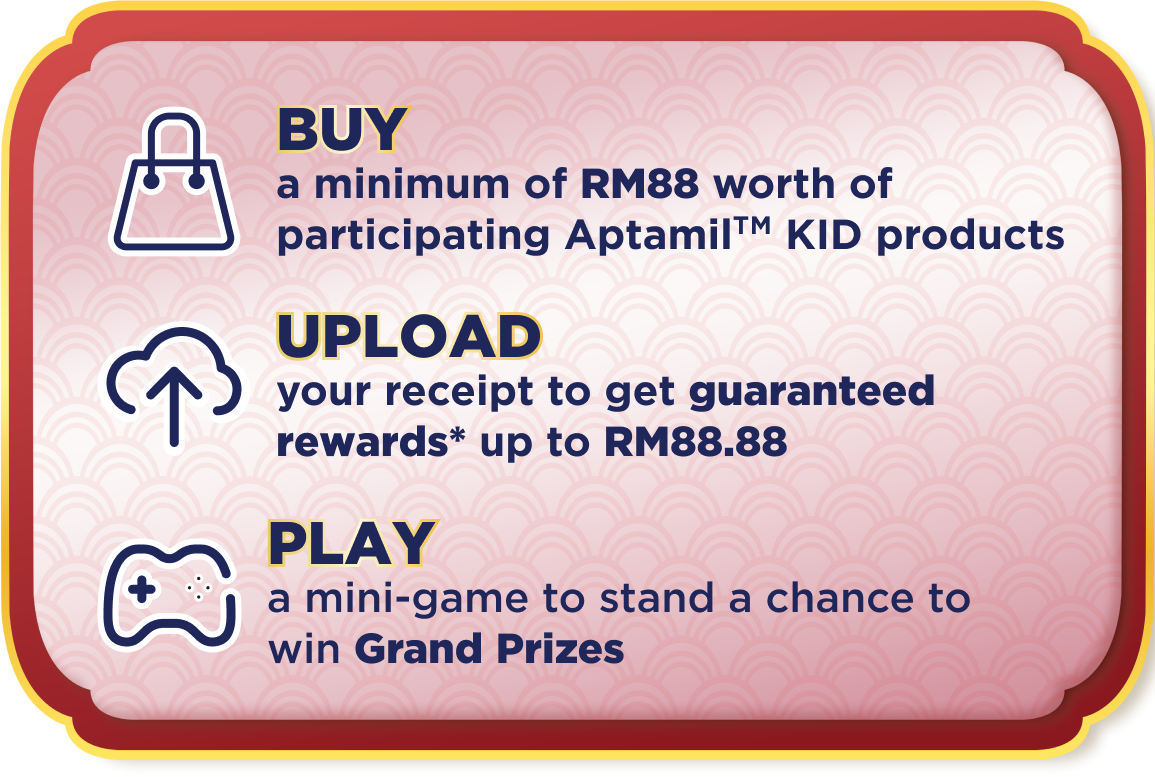 BUY
a minimum of RM88 worth of
participating Aptamil™ KID products
UPLOAD
your receipt to get guaranteed
rewards* up to RM88.88
PLAY
a mini-game to stand a chance to
win Grand Prizes